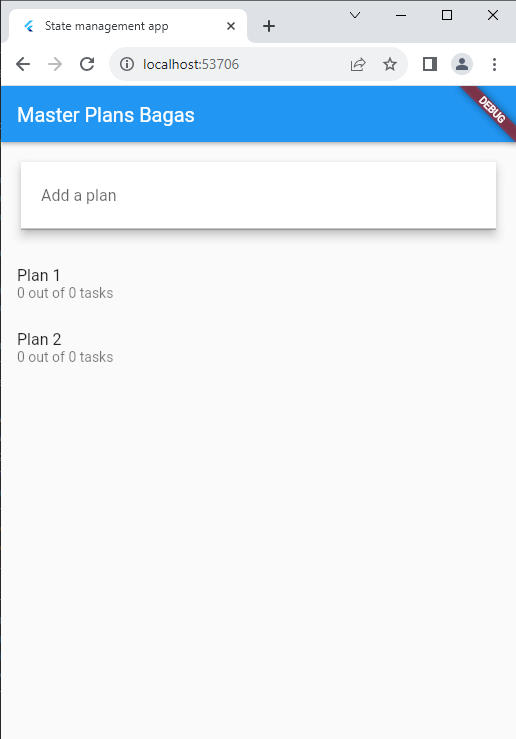 State management app
localhost:53706
Master Plans Bagas
DEBUG
Add a plan
Plan 1
0 out of 0 tasks
Plan 2
0 out of 0 tasks